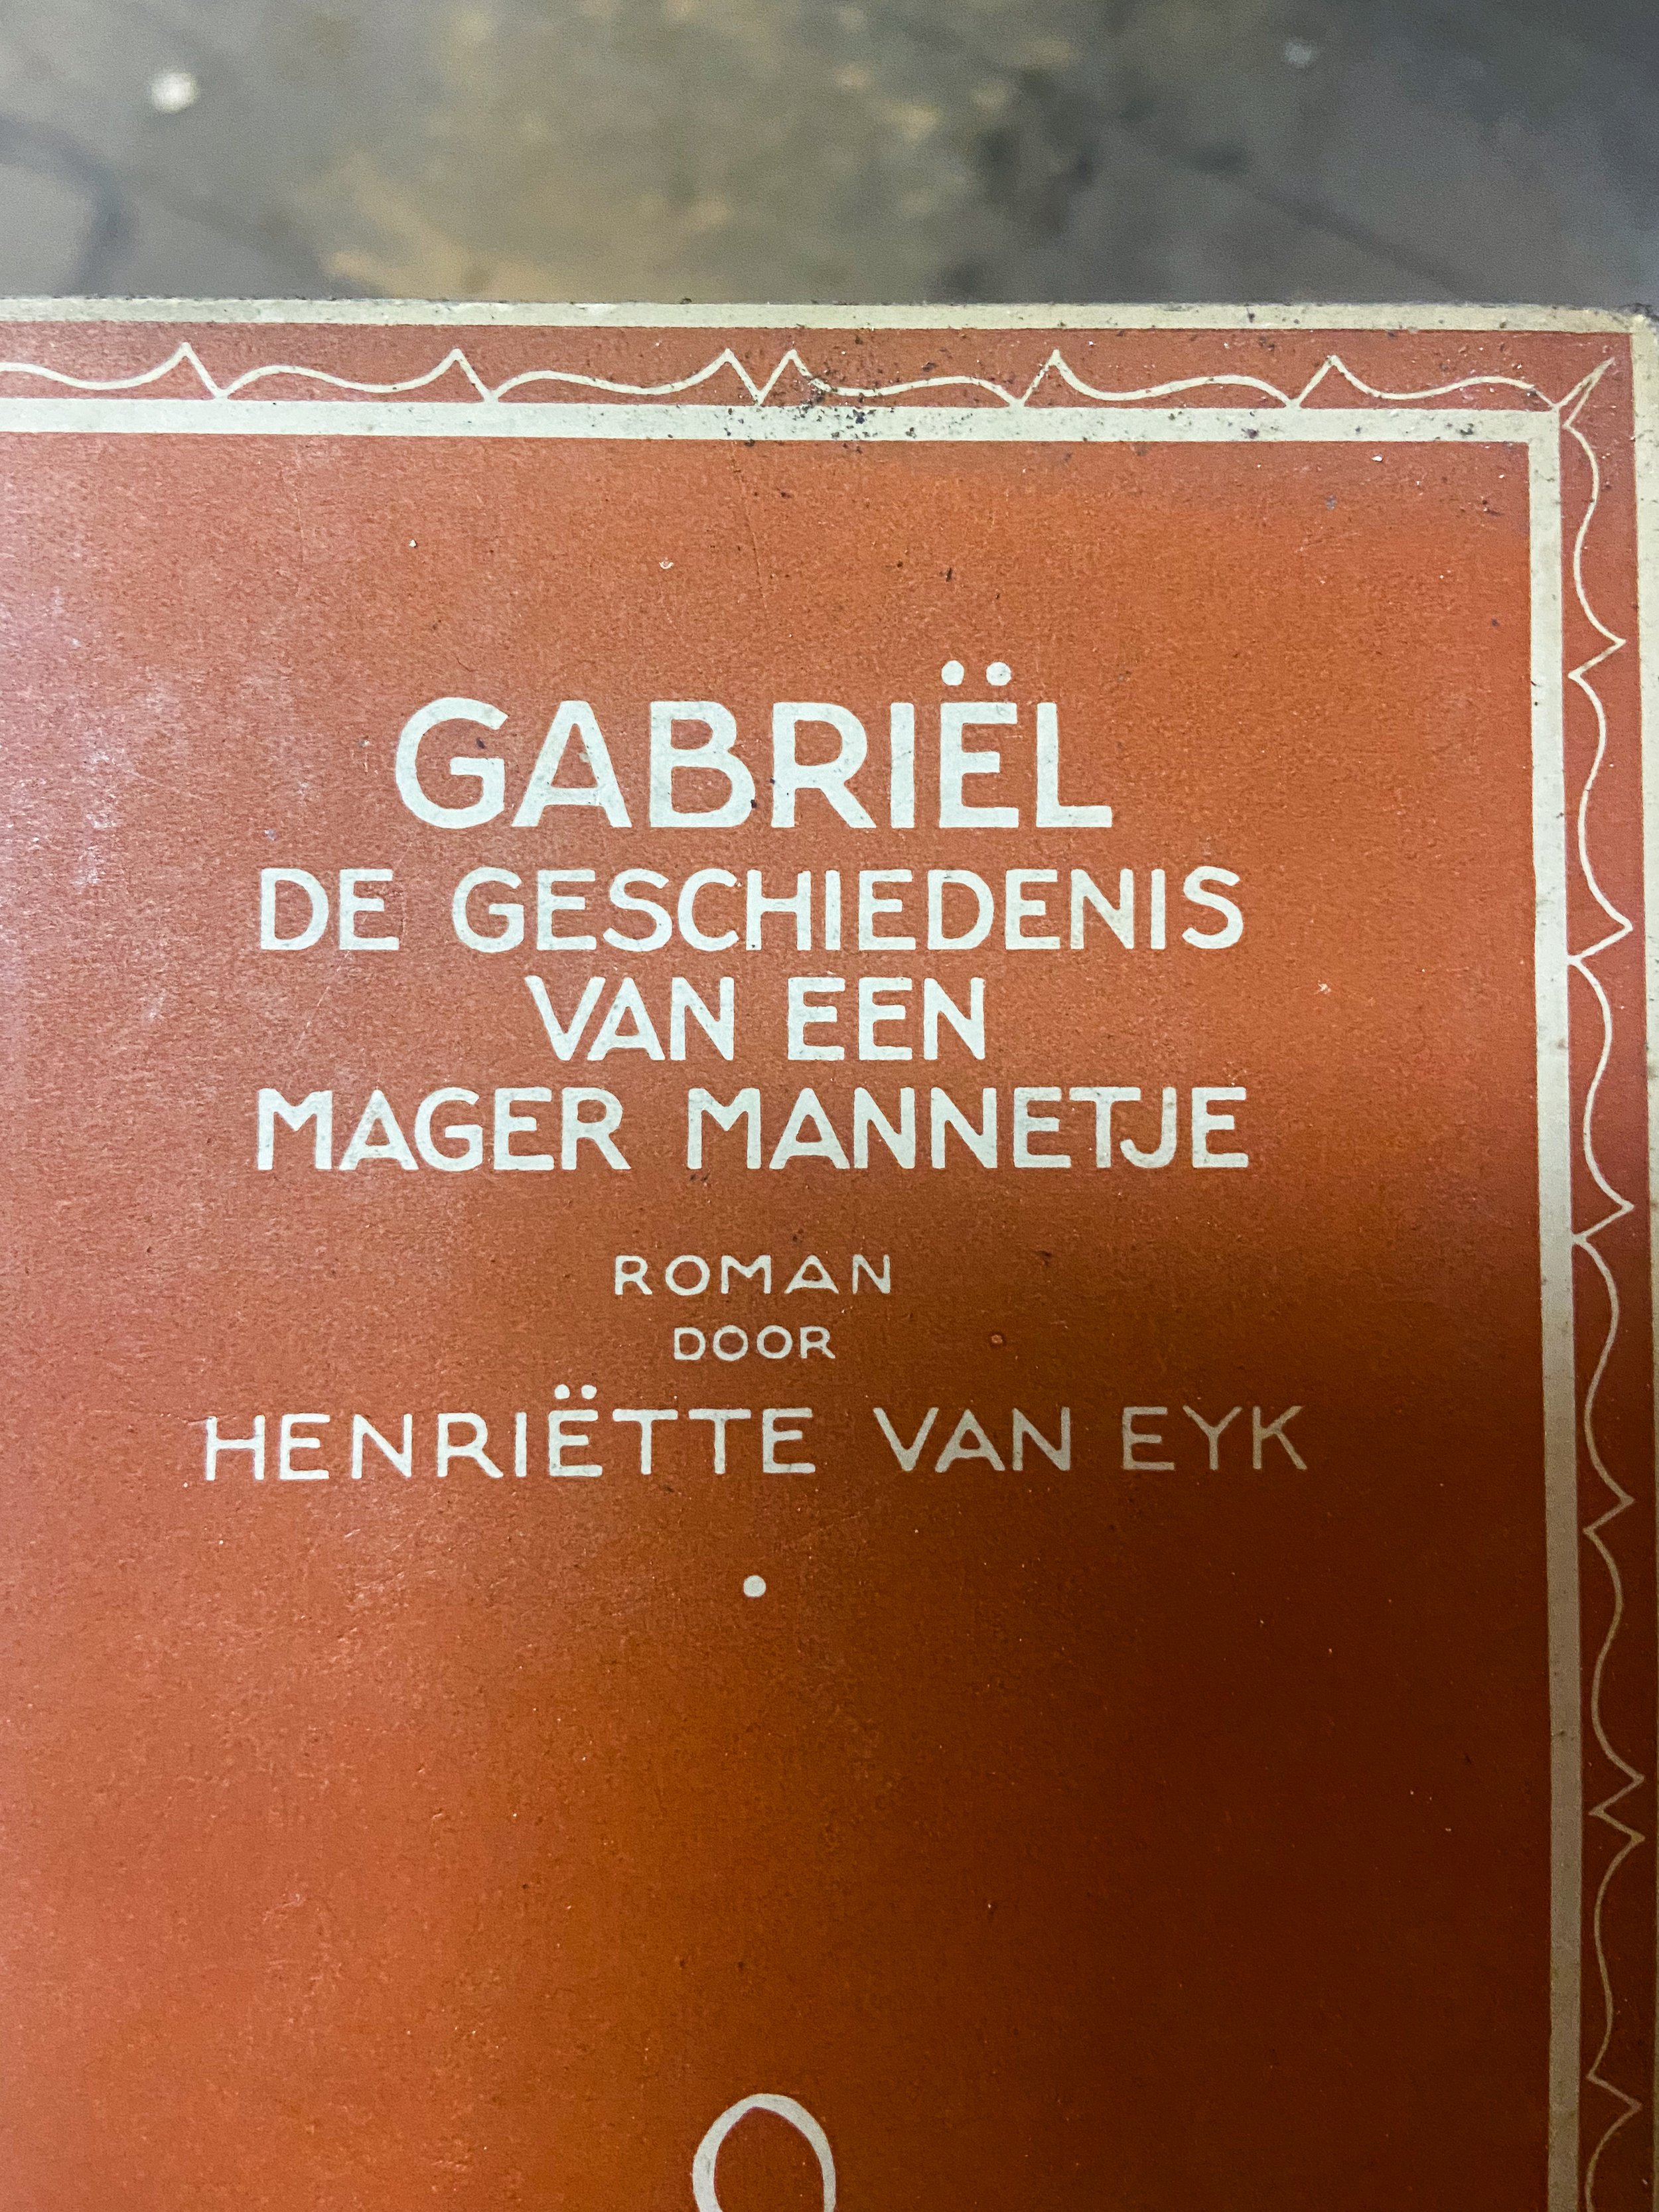 GABRIËL
DE GESCHIEDENIS
VAN EEN
MAGER MANNETJE
ROMAN
DOOR
HENRIËTTE VAN EYK